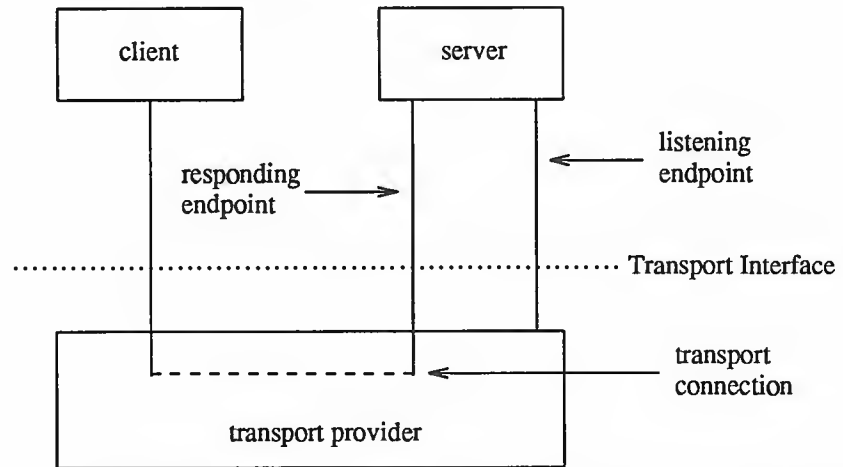 client
server
listening
endpoint
responding
endpoint
Transport Interface
transport
connection
transport provider